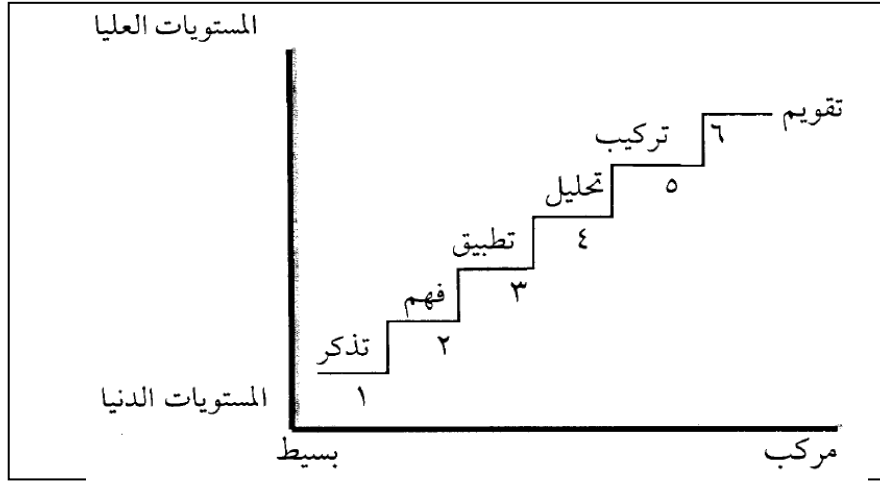 المستويات العليا
تقويم
٦
تركيب
٥
تحليل
٤
تطبيق
٣
فهم
٢
تذكر
١
المستويات الدنيا
بسيط
مركب